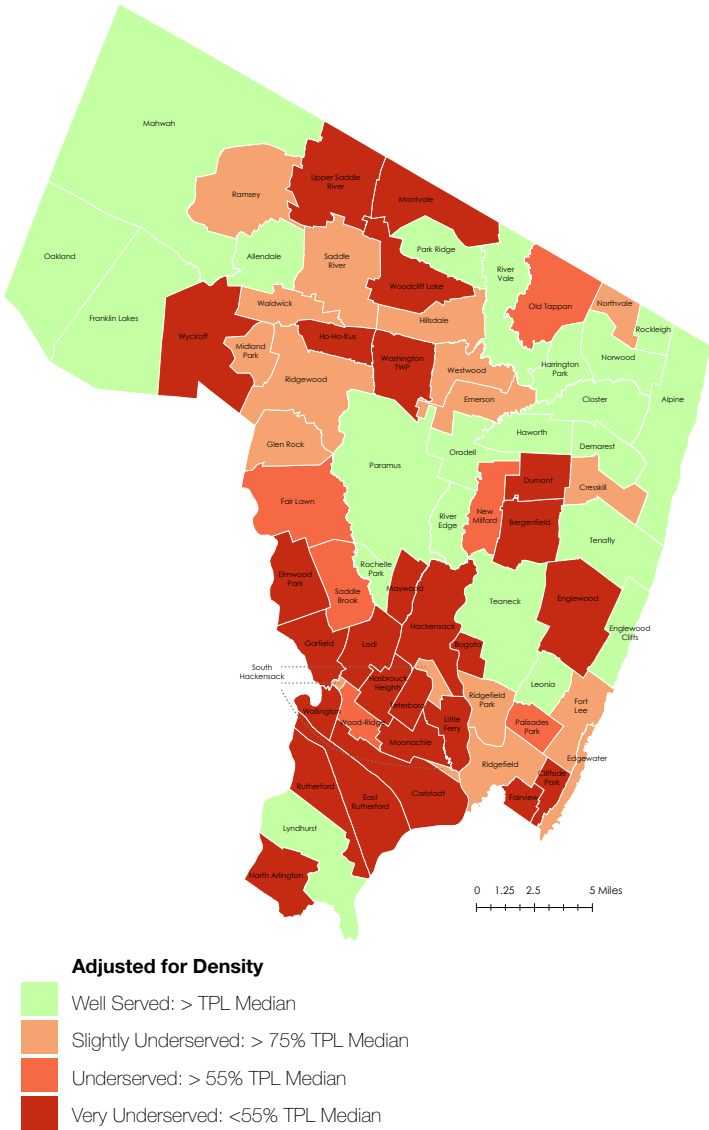 Mahwah
Upper Saddle
River
Ramsey
Montvale
Oakland
Allendale
Saddle
River
Park Ridge
River
Vale
Woodcliff Lake
Old Tappan
Northvale
Rockleigh
Franklin Lakes
Waldwick
Hillsdale
Wyckoff
Ho-Ho-Kus
Midland
Park
Washington
TWP
Norwood
Harrington
Park
Westwood
Ridgewood
Emerson
Closter
Alpine
Haworth
Glen Rock
Oradell
Demarest
Paramus
Dumont
Cresskill
Fair Lawn
River
Edge
New
Milford
Bergenfield
Tenafly
Rochelle
Park
Elmwood
Park
Saddle
Brook
Maywood
Teaneck
Englewood
Hackensack
Englewood
Cliffs
Garfield
Lodi
Bogota
South
Hackensack
Hasbrouck
Heights
Leonia
Teterboro
Ridgefield
Park
Fort
Lee
Wallington
Wood-Ridge
Little
Ferry
Palisades
Park
Moonachie
Edgewater
Ridgefield
Cliffside
Park
Rutherford
East
Rutherford
Carlstadt
Fairview
Lyndhurst
North Arlington
0 1.25 2.5 5 Miles
Adjusted for Density
Well Served: > TPL Median
Slightly Underserved: > 75% TPL Median
Underserved: > 55% TPL Median
Very Underserved: <55% TPL Median